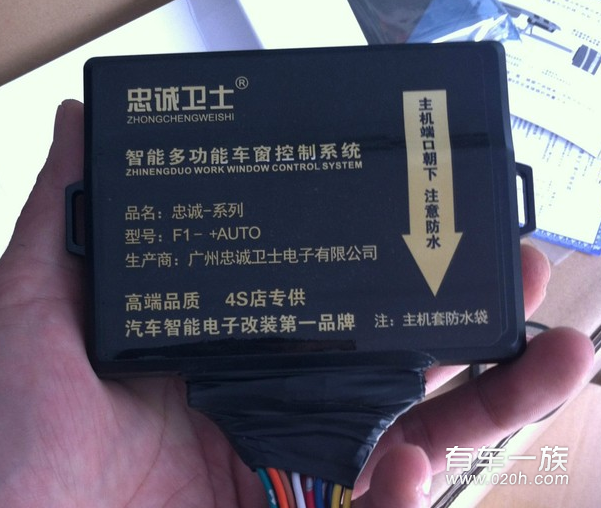 忠诚卫士®
ZHONGCHENGWEISHI
智能多功能车窗控制系统
ZHINENGDUO WORK WINDOW CONTROL SYSTEM
品名：忠诚-系列
型号：F1- +AUTO
生产商：广州忠诚卫士电子有限公司
高端品质 4S店专供
汽车智能电子改装第一品牌
注：主机套防水袋
主机端口朝下 注意防水
有车一族
www.020h.com